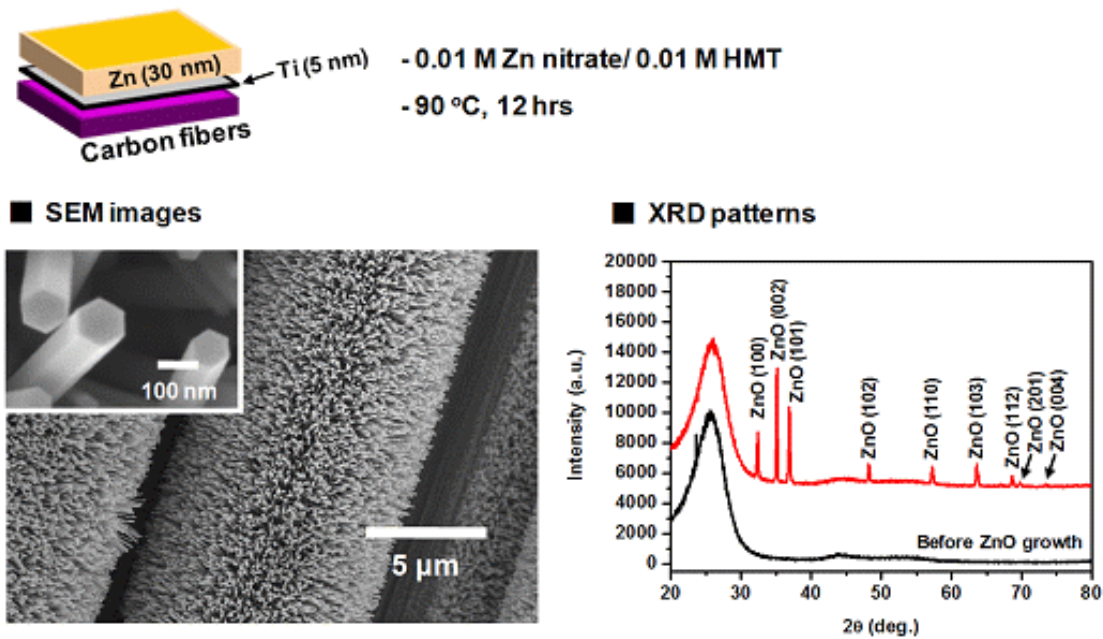 Zn (30 nm)
Ti (5 nm)
Carbon fibers
- 0.01 M Zn nitrate/ 0.01 M HMT
- 90 ºC, 12 hrs
■ SEM images
100 nm
5 μm
■ XRD patterns
Intensity (a.u.)
20000
18000
16000
14000
12000
10000
8000
6000
4000
2000
0
ZnO (100)
ZnO (002)
ZnO (101)
ZnO (102)
ZnO (110)
ZnO (103)
ZnO (112)
ZnO (201)
ZnO (004)
Before ZnO growth
20 30 40 50 60 70 80
2θ (deg.)